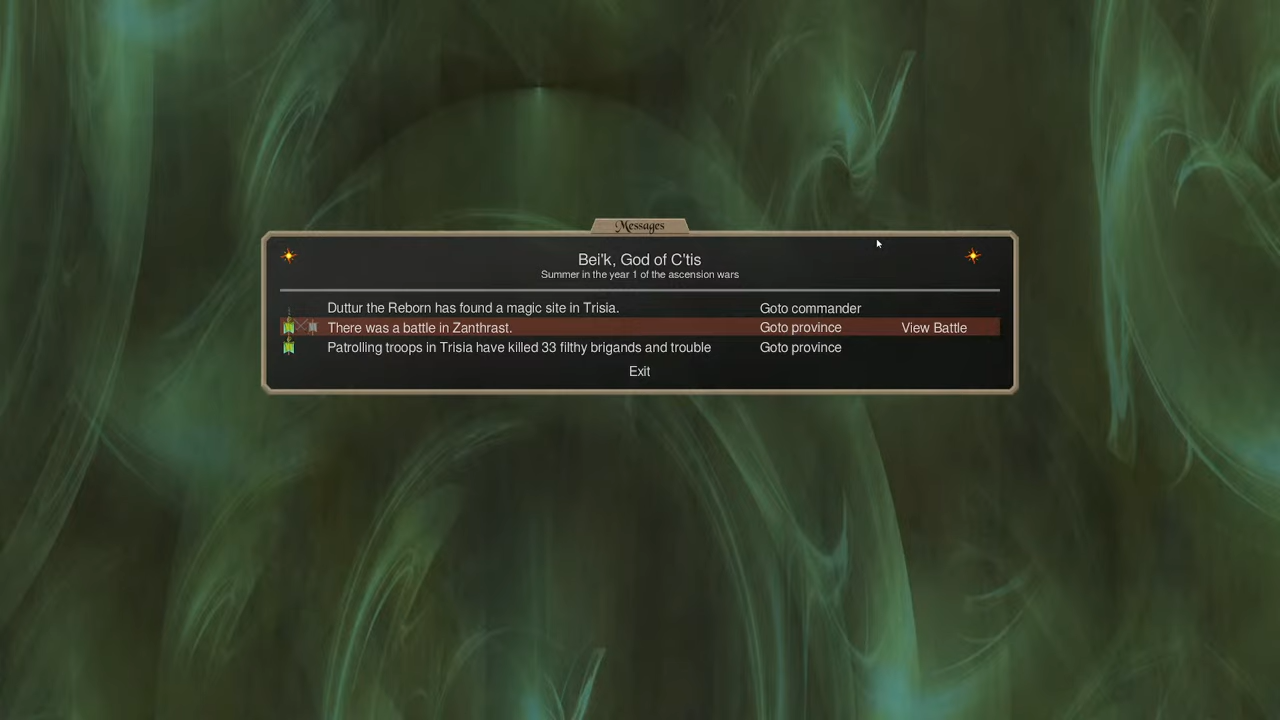 Messages
Bei'k, God of C'tis
Summer in the year 1 of the ascension wars
Duttur the Reborn has found a magic site in Trisia. Goto commander
There was a battle in Zanthrast. Goto province View Battle
Patrolling troops in Trisia have killed 33 filthy brigands and trouble Goto province
Exit